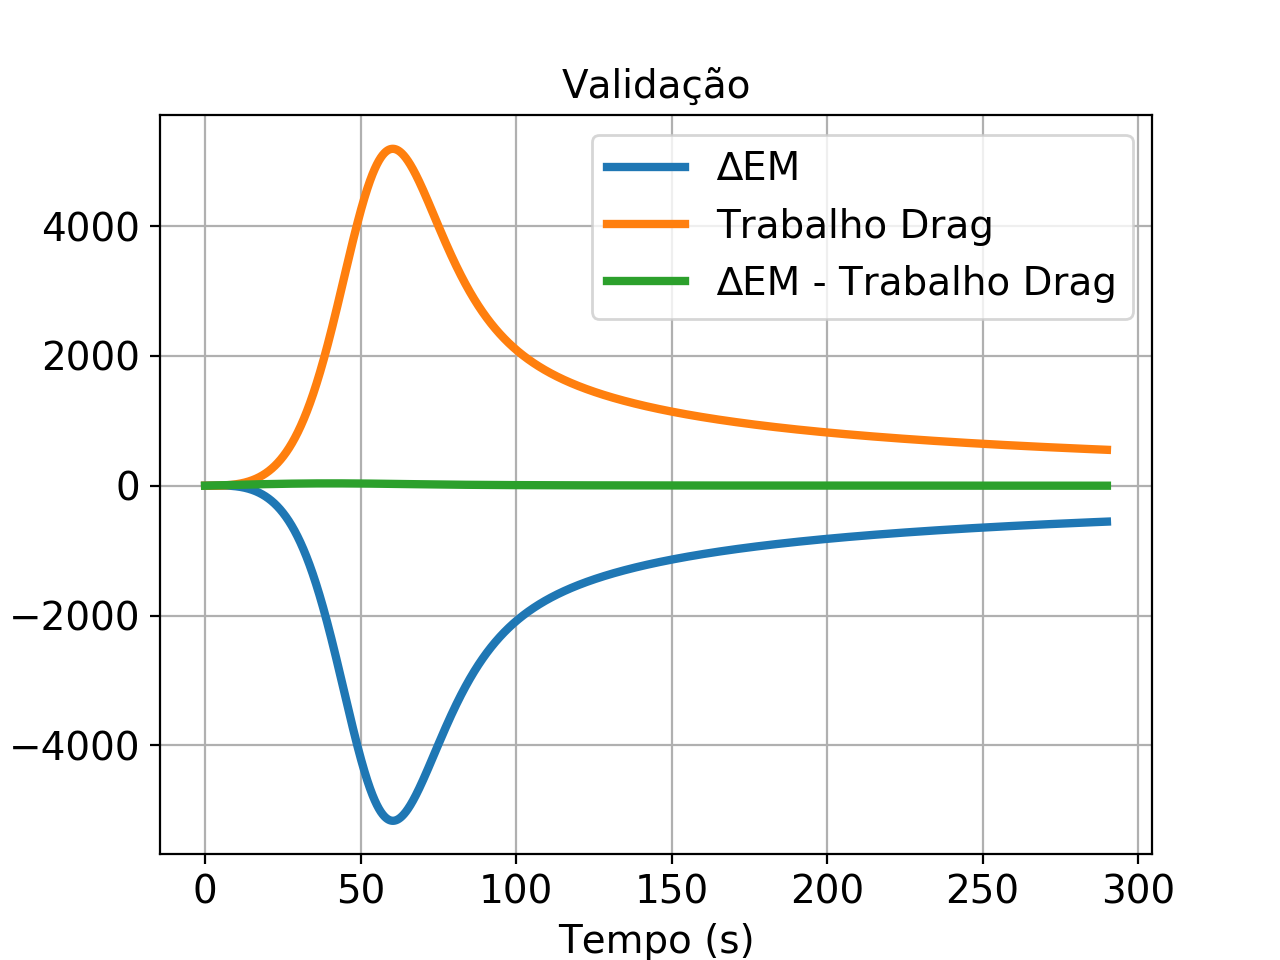 Validação
ΔEM
Trabalho Drag
ΔEM - Trabalho Drag
4000
2000
0
−2000
−4000
0 50 100 150 200 250 300
Tempo (s)